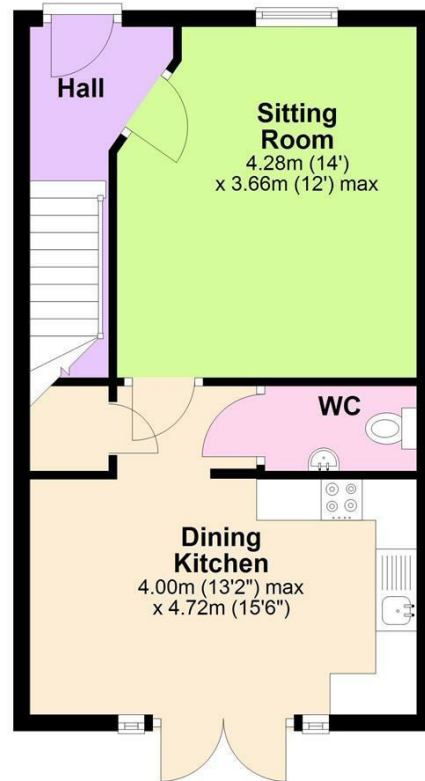 Hall
Sitting
Room
4.28m (14')
x 3.66m (12') max
WC
Dining
Kitchen
4.00m (13'2") max
x 4.72m (15'6")